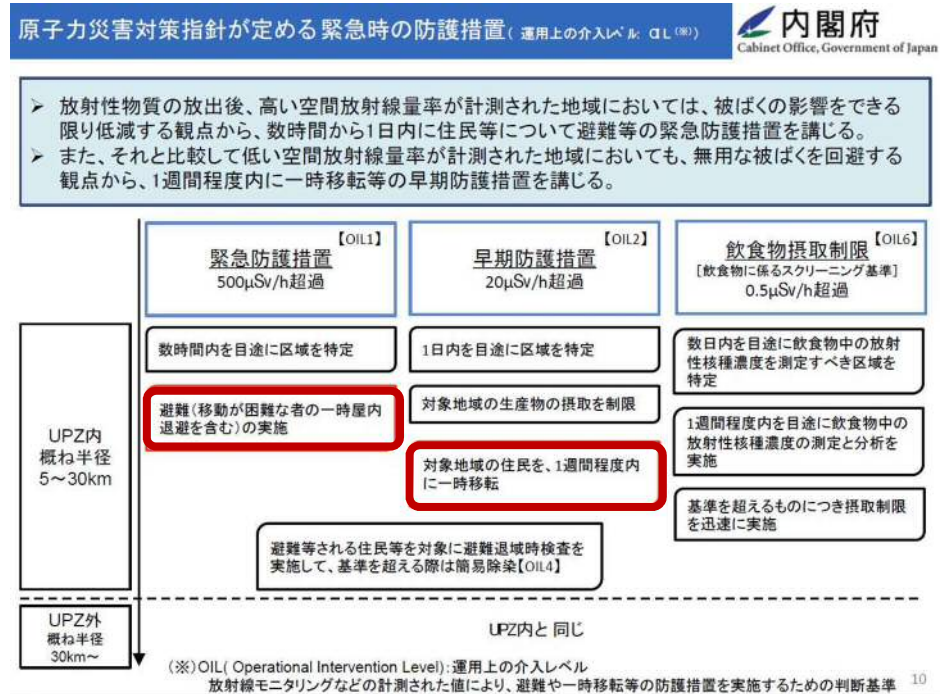 原子力災害対策指針が定める緊急時の防護措置(運用上の介入レベル: OIL(※))
内閣府
Cabinet Office, Government of Japan
➢ 放射性物質の放出後、高い空間放射線量率が計測された地域においては、被ばくの影響をできる
限り低減する観点から、数時間から1日内に住民等について避難等の緊急防護措置を講じる。
➢ また、それと比較して低い空間放射線量率が計測された地域においても、無用な被ばくを回避する
観点から、1週間程度内に一時移転等の早期防護措置を講じる。
【OIL1】
緊急防護措置
500μSv/h超過
【OIL2】
早期防護措置
20μSv/h超過
【OIL6】
飲食物摂取制限
[飲食物に係るスクリーニング基準]
0.5μSv/h超過
UPZ内
概ね半径
5~30km
数時間内を目途に区域を特定
避難(移動が困難な者の一時屋内
退避を含む)の実施
1日内を目途に区域を特定
対象地域の生産物の摂取を制限
対象地域の住民を、1週間程度内
に一時移転
数日内を目途に飲食物中の放射
性核種濃度を測定すべき区域を
特定
1週間程度内を目途に飲食物中の
放射性核種濃度の測定と分析を
実施
基準を超えるものにつき摂取制限
を迅速に実施
避難等される住民等を対象に避難退域時検査を
実施して、基準を超える際は簡易除染【OIL4】
UPZ外
概ね半径
30km~
UPZ内と同じ
(※)OIL( Operational Intervention Level):運用上の介入レベル
放射線モニタリングなどの計測された値により、避難や一時移転等の防護措置を実施するための判断基準
10